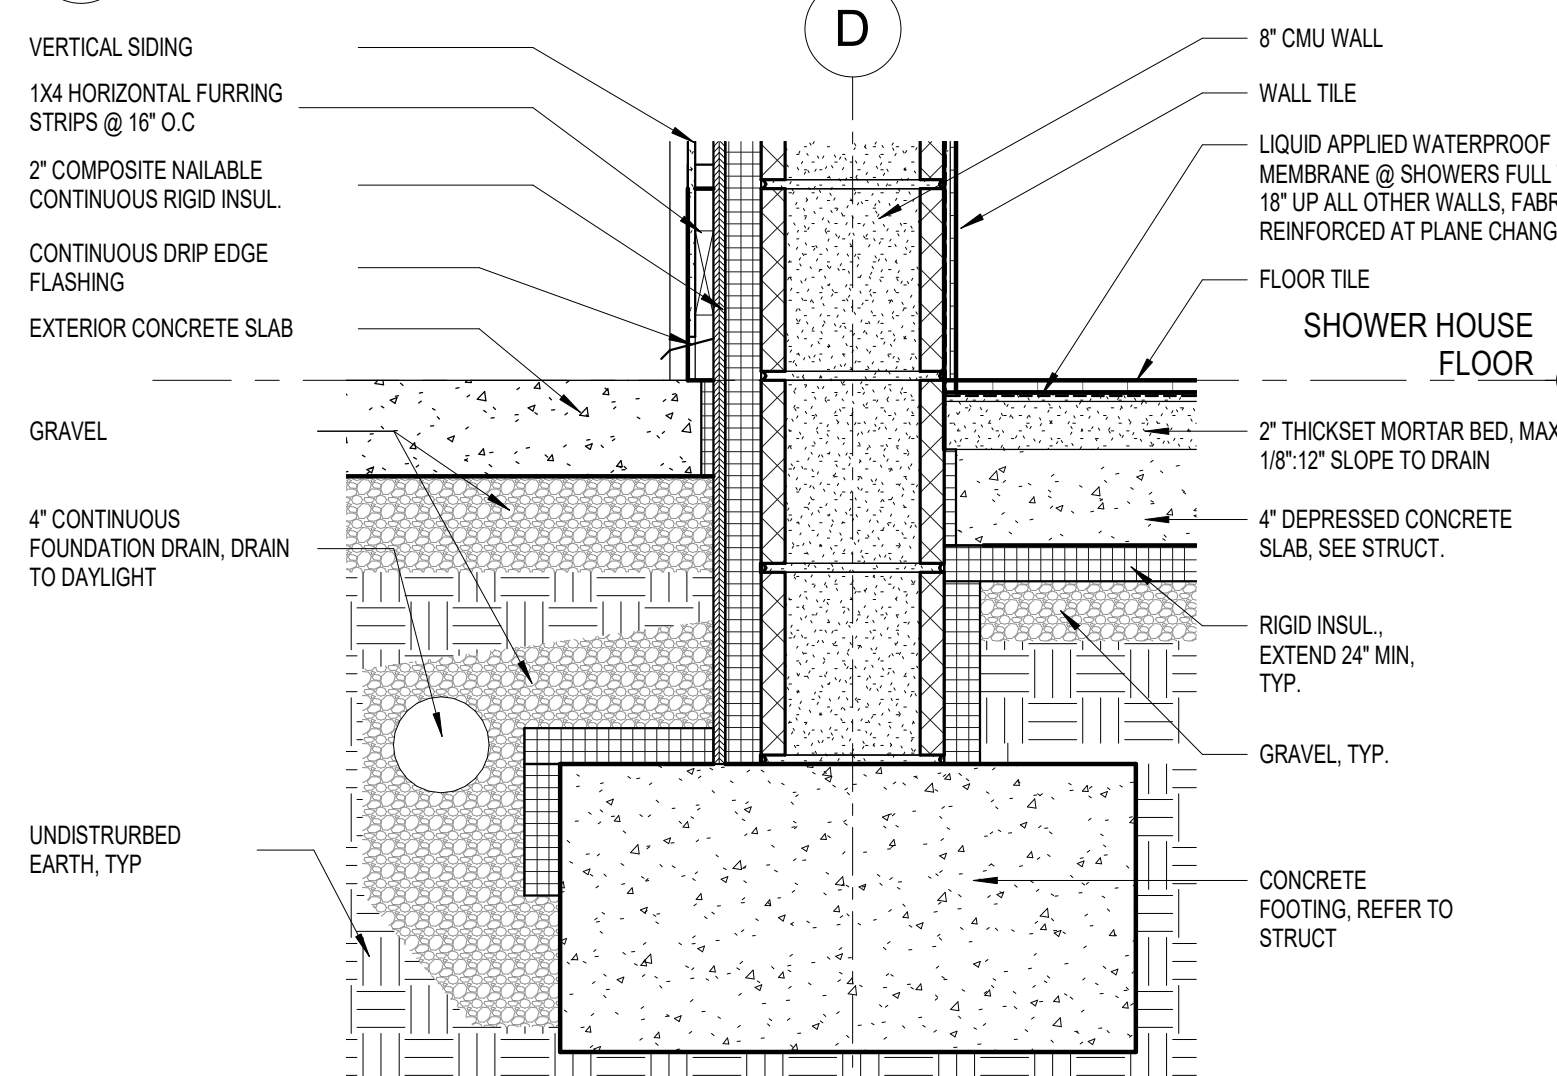 D
VERTICAL SIDING
1X4 HORIZONTAL FURRING
STRIPS @ 16" O.C
2" COMPOSITE NAILABLE
CONTINUOUS RIGID INSUL.
CONTINUOUS DRIP EDGE
FLASHING
EXTERIOR CONCRETE SLAB
GRAVEL
4" CONTINUOUS
FOUNDATION DRAIN, DRAIN
TO DAYLIGHT
UNDISTRURBED
EARTH, TYP
8" CMU WALL
WALL TILE
LIQUID APPLIED WATERPROOF
MEMBRANE @ SHOWERS FULL
18" UP ALL OTHER WALLS,
REINFORCED AT PLANE
FLOOR TILE
SHOWER HOUSE
FLOOR
2" THICKSET MORTAR BED, MAX
1/8":12" SLOPE TO DRAIN
4" DEPRESSED CONCRETE
SLAB, SEE STRUCT.
RIGID INSUL.,
EXTEND 24" MIN,
TYP.
GRAVEL, TYP.
CONCRETE
FOOTING, REFER TO
STRUCT